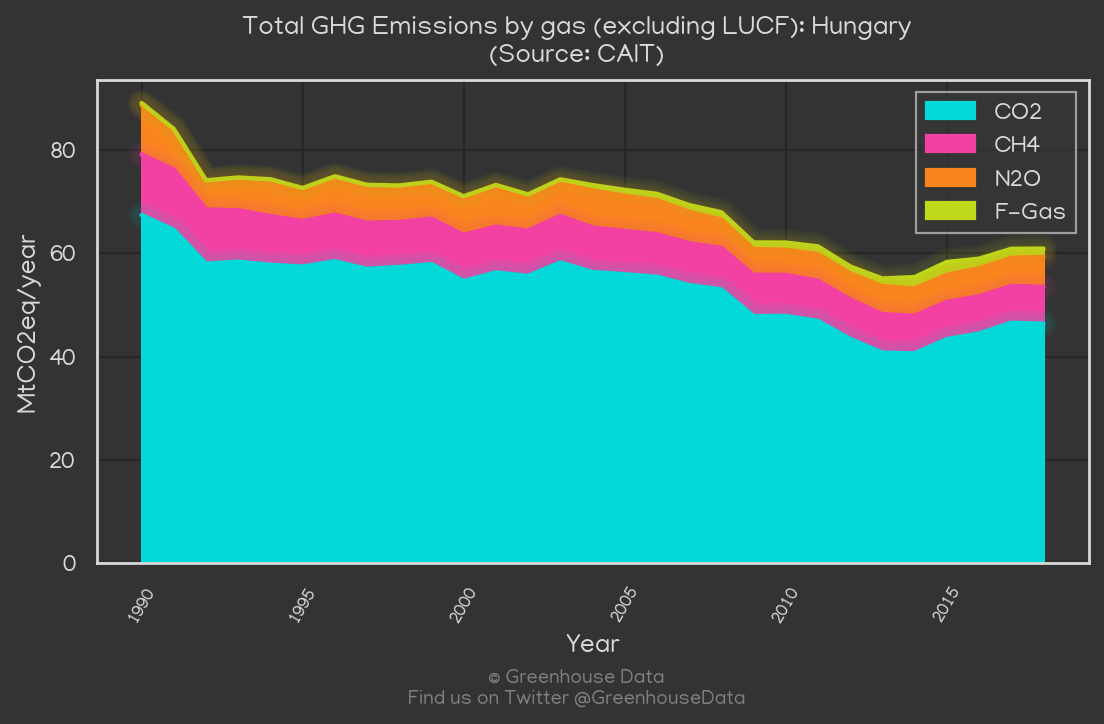 Total GHG Emissions by gas (excluding LUCF): Hungary
(Source: CAIT)
CO2
CH4
N2O
F-Gas
MtCO2eq/year
80
60
40
20
0
1990
1995
2000
2005
2010
2015
Year
© Greenhouse Data
Find us on Twitter @GreenhouseData